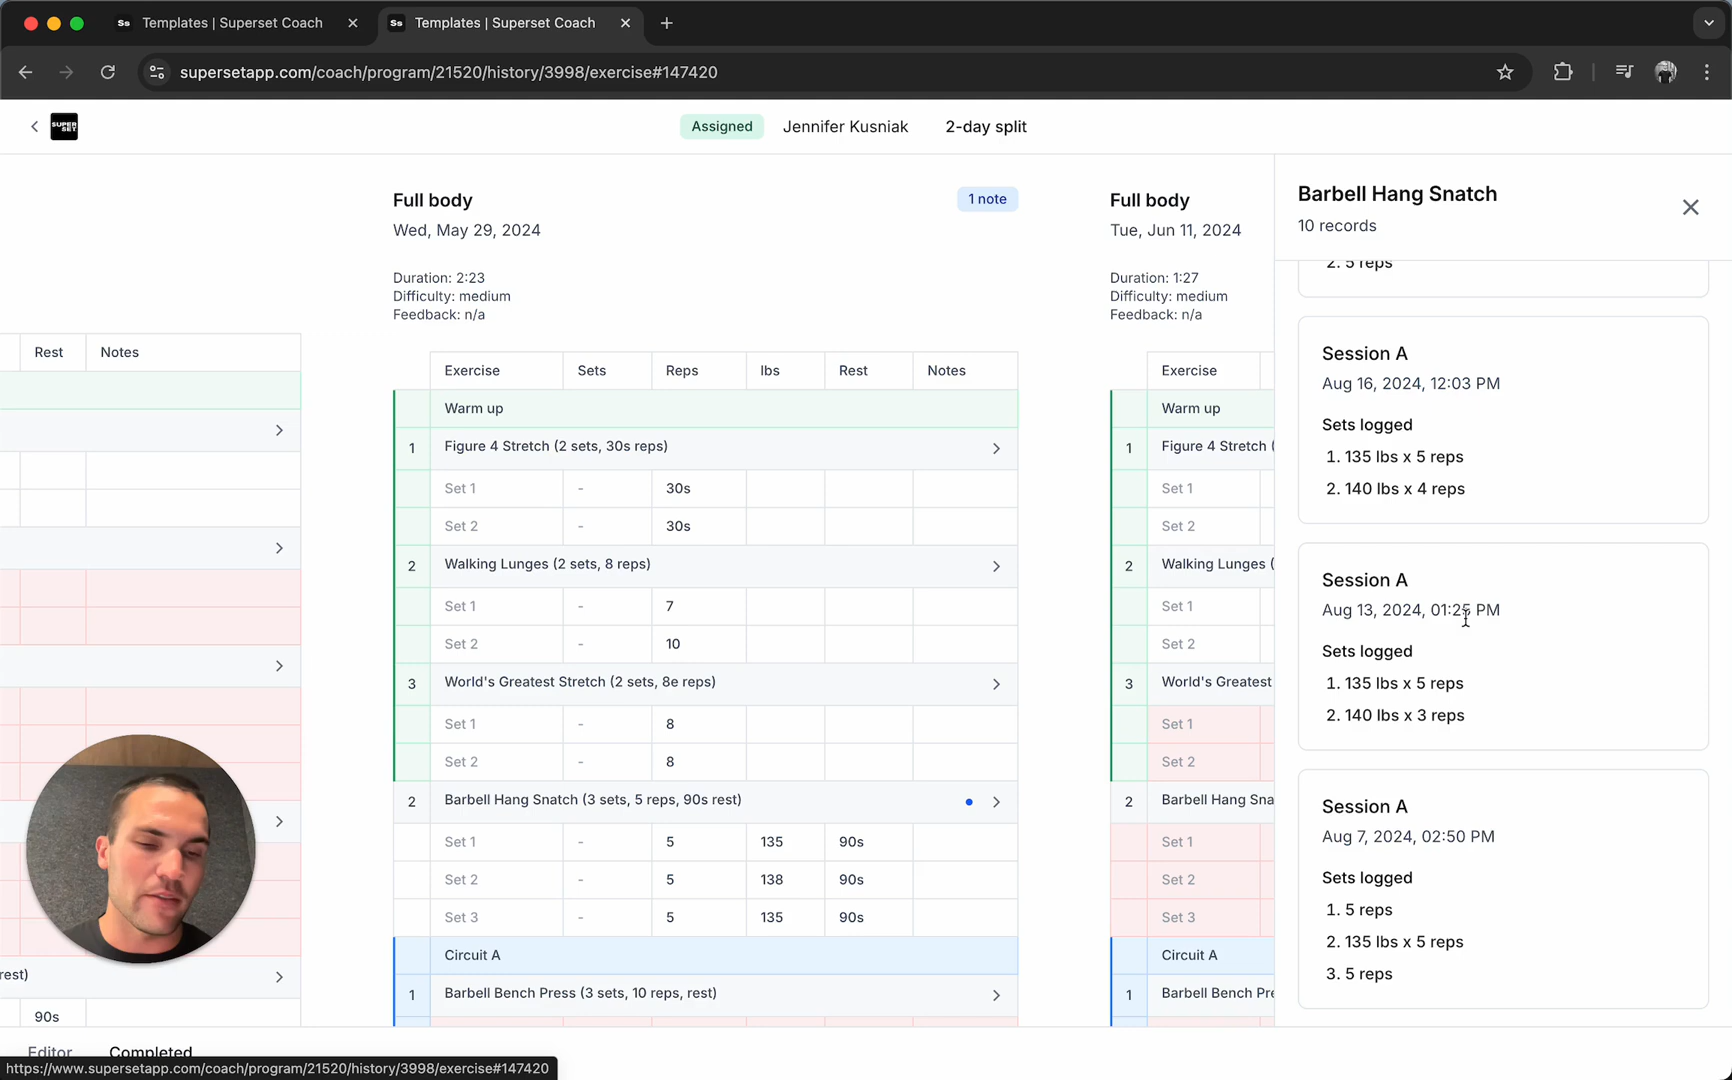 Ss Templates | Superset Coach
Ss Templates | Superset Coach
supersetapp.com/coach/program/21520/history/3998/exercise#147420
SUPER
SET
Assigned Jennifer Kusniak 2-day split
Rest Notes
rest)
90s
Full body
1 note
Wed, May 29, 2024
Duration: 2:23
Difficulty: medium
Feedback: n/a
Exercise Sets Reps lbs Rest Notes
Warm up
1 Figure 4 Stretch (2 sets, 30s reps)
Set 1 - 30s
Set 2 - 30s
2 Walking Lunges (2 sets, 8 reps)
Set 1 - 7
Set 2 - 10
3 World's Greatest Stretch (2 sets, 8e reps)
Set 1 - 8
Set 2 - 8
2 Barbell Hang Snatch (3 sets, 5 reps, 90s rest)
Set 1 - 5 135 90s
Set 2 - 5 138 90s
Set 3 - 5 135 90s
Circuit A
1 Barbell Bench Press (3 sets, 10 reps, rest)
Full body
Tue, Jun 11, 2024
Duration: 1:27
Difficulty: medium
Feedback: n/a
Exercise
Warm up
1 Figure 4 Stretch (
Set 1
Set 2
2 Walking Lunges (
Set 1
Set 2
3 World's Greatest
Set 1
Set 2
2 Barbell Hang Sna
Set 1
Set 2
Set 3
Circuit A
1 Barbell Bench Pre
Barbell Hang Snatch
10 records
2. 5 reps
Session A
Aug 16, 2024, 12:03 PM
Sets logged
1. 135 lbs x 5 reps
2. 140 lbs x 4 reps
Session A
Aug 13, 2024, 01:25 PM
Sets logged
1. 135 lbs x 5 reps
2. 140 lbs x 3 reps
Session A
Aug 7, 2024, 02:50 PM
Sets logged
1. 5 reps
2. 135 lbs x 5 reps
3. 5 reps
Editor Completed
https://www.supersetapp.com/coach/program/21520/history/3998/exercise#147420